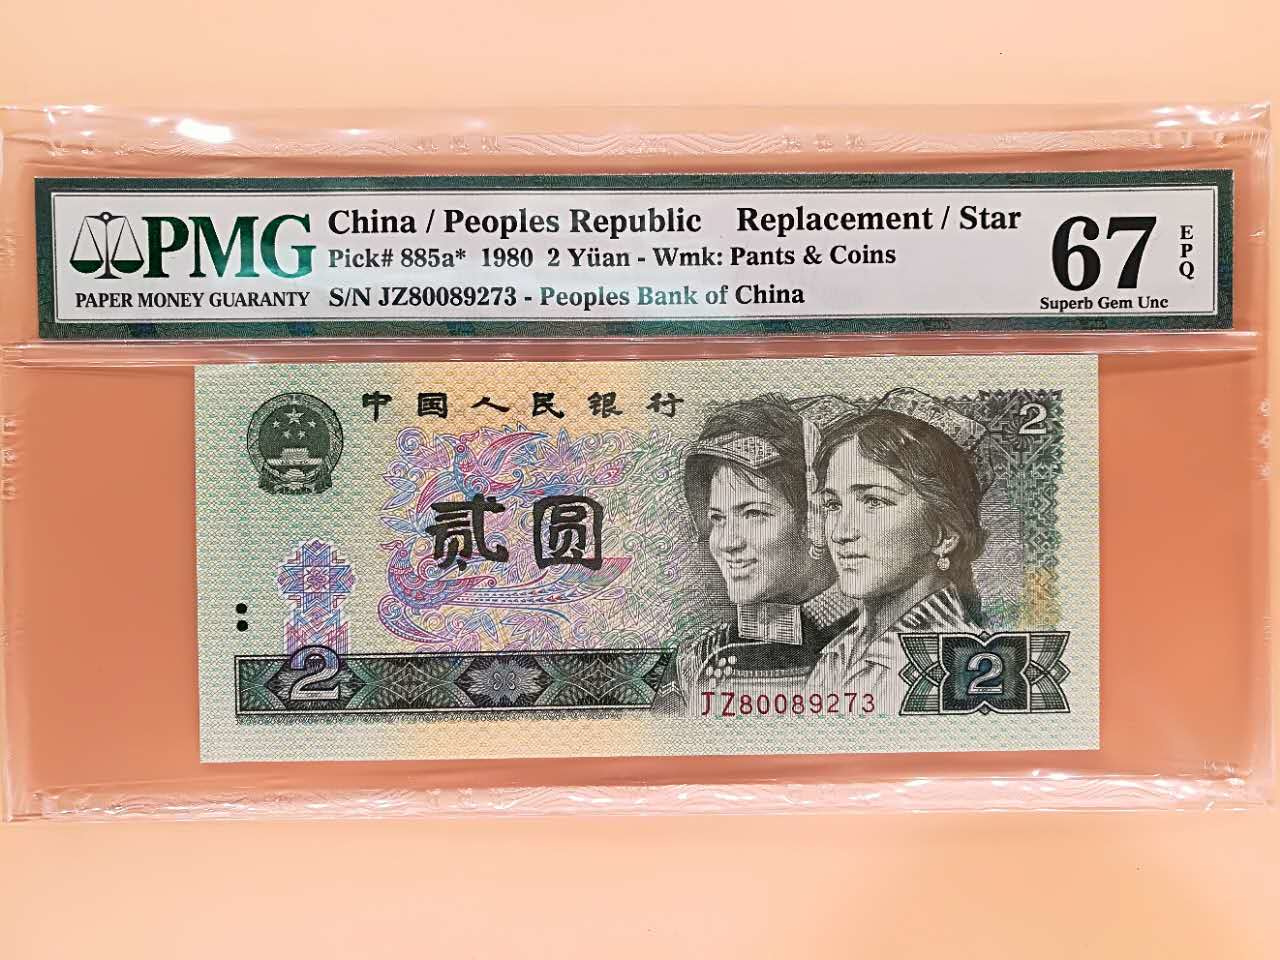 PMG
PAPER MONEY GUARANTY
China / Peoples Republic Replacement / Star
Pick# 885a* 1980 2 Yüan - Wmk: Pants & Coins
S/N JZ80089273 - Peoples Bank of China
67
Superb Gem Unc
EPQ
中国人民银行
2
贰圆
2
2
JZ80089273